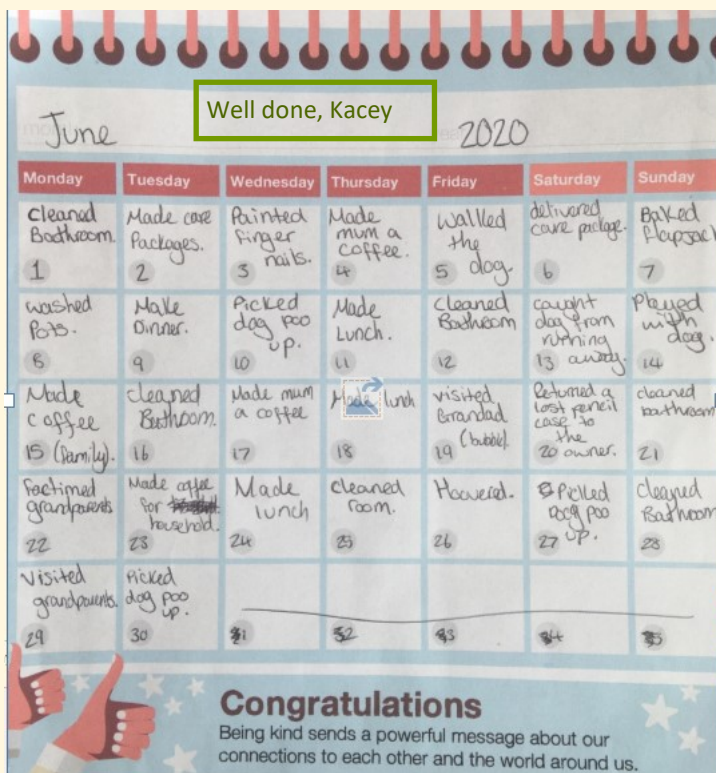 Well done, Kacey
June 2020
Monday Tuesday Wednesday Thursday Friday Saturday Sunday
Cleaned
Bathroom.
1
Made care
Packages.
2
Painted
finger
nails.
3
Made
mum a
coffee.
4
Walked
the
dog.
5
delivered
care package.
6
Baked
flapjack
7
washed
Pots.
8
Make
Dinner.
9
Picked
dog poo
up.
10
Made
Lunch.
11
Cleaned
Bathroom
12
caught
dog from
running
13 away.
Played
with
dog.
14
Made
coffee
15 (family).
cleaned
Bathroom.
16
Made mum
a coffee
17
Made lunch
18
visited
Grandad
(bubble).
19
Returned a
lost pencil
case to
the
20 owner.
cleaned
bathroom
21
factimed
grandparents
22
Made coffee
for
household.
23
Made
lunch
24
cleaned
room.
25
Hoovered.
26
Picked
dog poo
27 up.
Cleaned
Bathroom
28
Visited
grandparents.
29
Picked
dog poo
up.
30
Congratulations
Being kind sends a powerful message about our
connections to each other and the world around us.